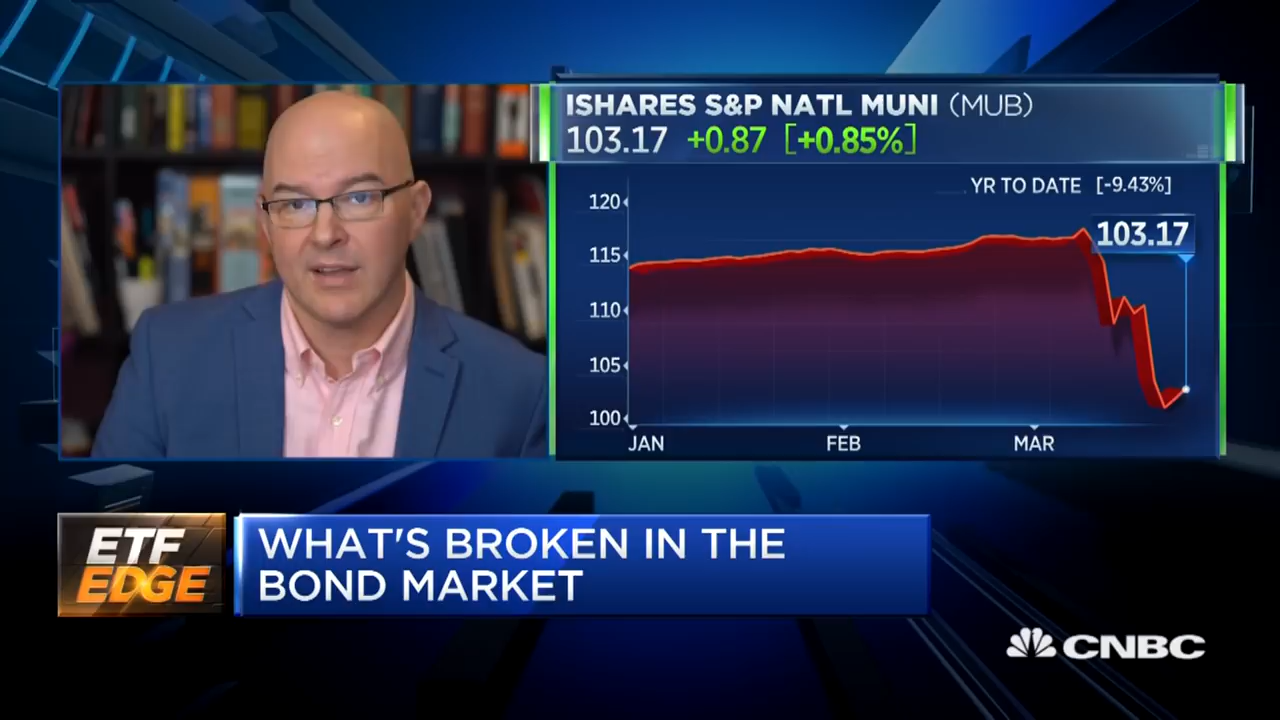 ISHARES S&P NATL MUNI (MUB)
103.17 +0.87 [+0.85%]
YR TO DATE [-9.43%]
103.17
120
115
110
105
100
JAN FEB MAR
ETF
EDGE
WHAT'S BROKEN IN THE
BOND MARKET
CNBC